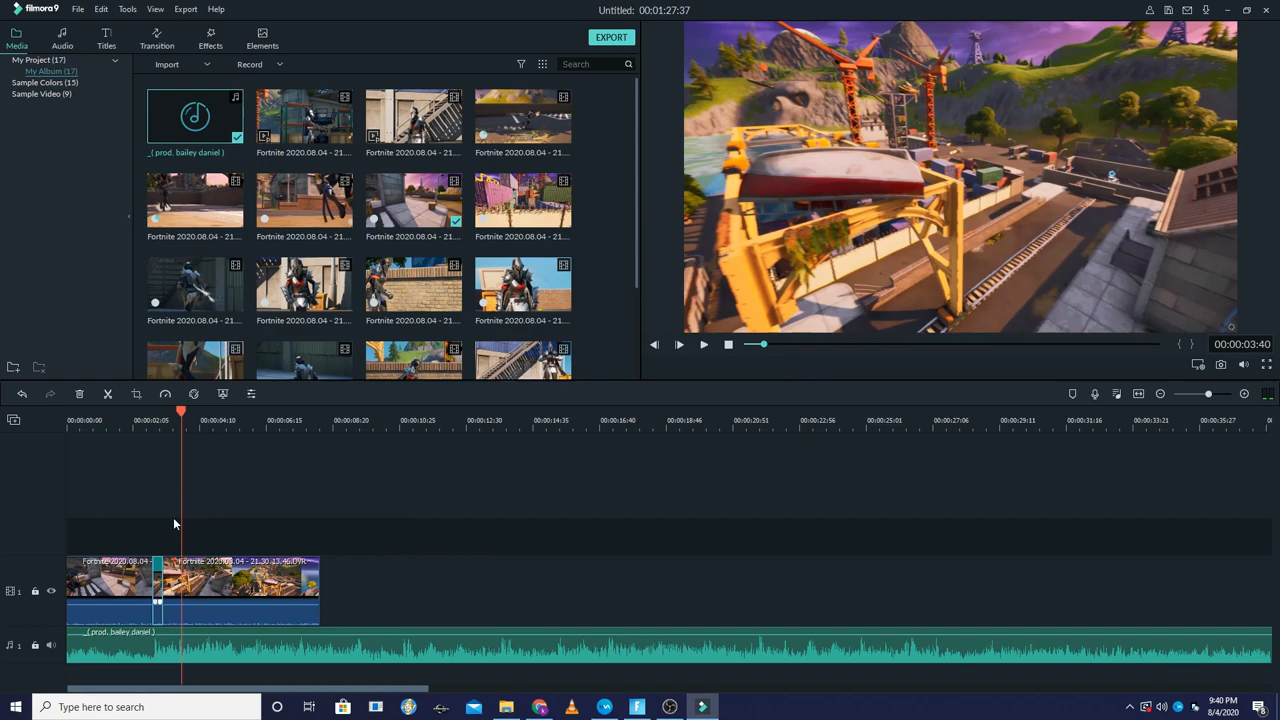 filmora9 File Edit Tools View Export Help Untitled: 00:01:27:37
Media Audio Titles Transition Effects Elements EXPORT
My Project (17)
My Album (17)
Sample Colors (15)
Sample Video (9)
Import Record Search
_( prod. bailey daniel ) Fortnite 2020.08.04 - 21.... Fortnite 2020.08.04 - 21.... Fortnite 2020.08.04 - 21....
Fortnite 2020.08.04 - 21.... Fortnite 2020.08.04 - 21.... Fortnite 2020.08.04 - 21.... Fortnite 2020.08.04 - 21....
Fortnite 2020.08.04 - 21.... Fortnite 2020.08.04 - 21.... Fortnite 2020.08.04 - 21.... Fortnite 2020.08.04 - 21....
{ } 00:00:03:40
00:00:00:00 00:00:02:05 00:00:04:10 00:00:06:15 00:00:08:20 00:00:10:25 00:00:12:30 00:00:14:35 00:00:16:40 00:00:18:46 00:00:20:51 00:00:22:56 00:00:25:01 00:00:27:06 00:00:29:11 00:00:31:16 00:00:33:21 00:00:35:27
Fortnite 2020.08.04 - Fortnite 2020.08.04 - 21.30.13.46.DVR
1
_( prod. bailey daniel )
1
Type here to search
9:40 PM
8/4/2020
8